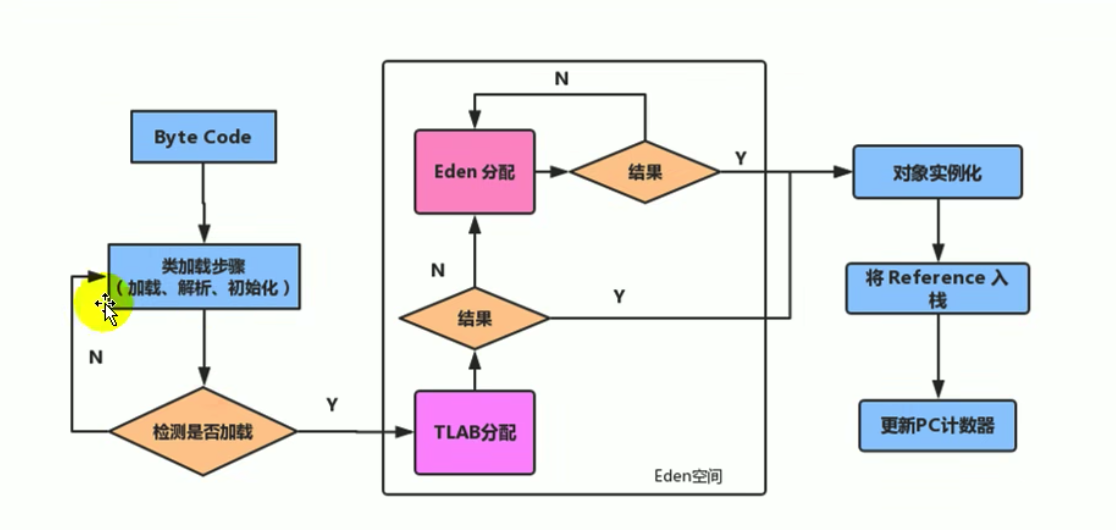 Byte Code
类加载步骤
（加载、解析、初始化）
N
检测是否加载
Y
N
Eden 分配
结果
Y
N
结果
Y
TLAB分配
Eden空间
对象实例化
将 Reference 入
栈
更新PC计数器